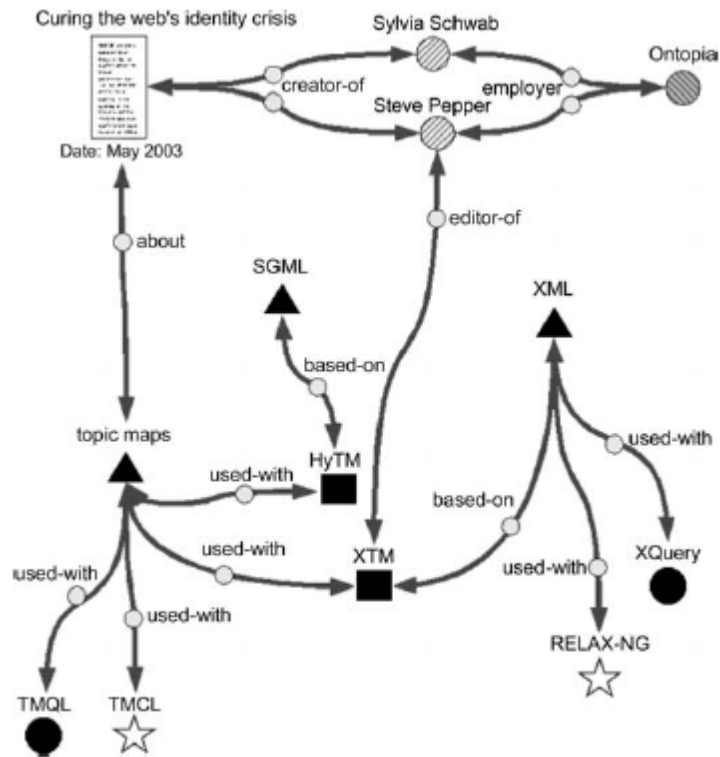 Curing the web's identity crisis
Sylvia Schwab
Ontopia
creator-of
employer
Steve Pepper
Date: May 2003
editor-of
about
SGML
XML
based-on
topic maps
used-with
HyTM
used-with
based-on
used-with
XTM
XQuery
used-with
used-with
used-with
RELAX-NG
TMQL
TMCL